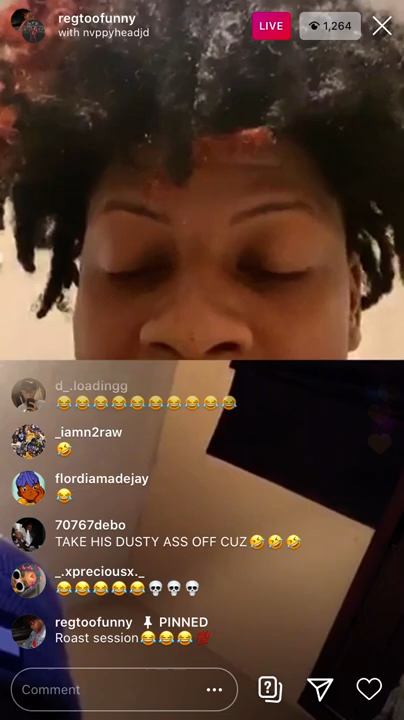 regtoofunny
with nvppyheadjd
LIVE
1,264
d_.loadingg
😂😂😂😂😂😂😂😂😂😂
_iamn2raw
🤣
flordiamadejay
😂
70767debo
TAKE HIS DUSTY ASS OFF CUZ🤣🤣🤣
_.xpreciousx._
😂😂😂😂😂💀💀💀
regtoofunny 📌 PINNED
Roast session😂😂😂💯
Comment